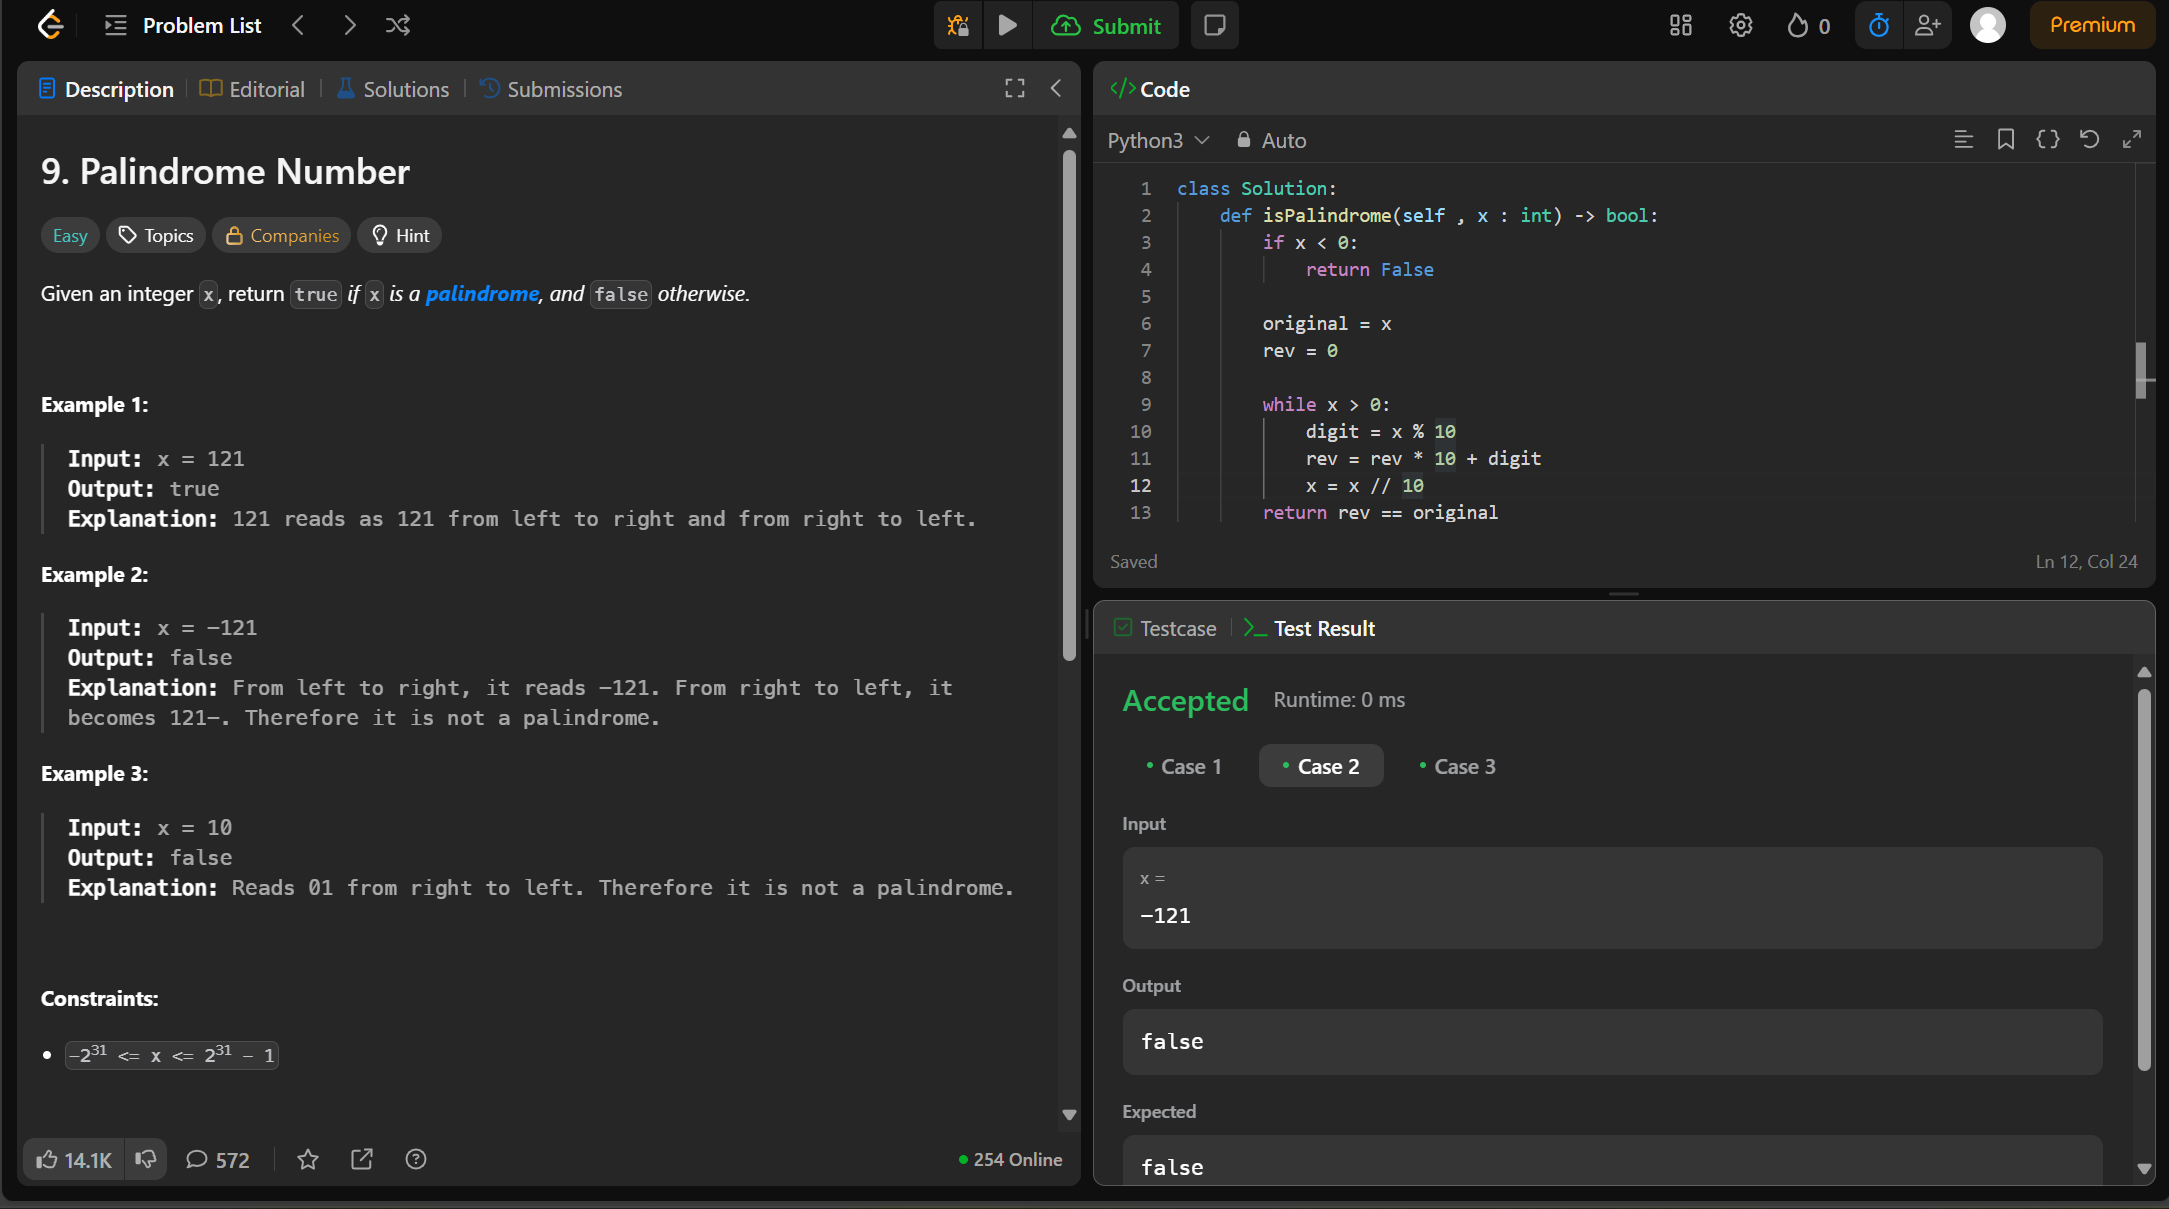 Problem List
Submit
0
Premium
Description
Editorial
Solutions
Submissions
9. Palindrome Number
Easy
Topics
Companies
Hint
Given an integer x, return true if x is a palindrome, and false otherwise.
Example 1:
Input: x = 121
Output: true
Explanation: 121 reads as 121 from left to right and from right to left.
Example 2:
Input: x = -121
Output: false
Explanation: From left to right, it reads -121. From right to left, it
becomes 121-. Therefore it is not a palindrome.
Example 3:
Input: x = 10
Output: false
Explanation: Reads 01 from right to left. Therefore it is not a palindrome.
Constraints:
-2³¹ <= x <= 2³¹ - 1
14.1K
572
254 Online
</> Code
Python3
Auto
1 class Solution:
2     def isPalindrome(self , x : int) -> bool:
3         if x < 0:
4             return False
5
6         original = x
7         rev = 0
8
9         while x > 0:
10             digit = x % 10
11             rev = rev * 10 + digit
12             x = x // 10
13         return rev == original
Saved
Ln 12, Col 24
Testcase
Test Result
Accepted
Runtime: 0 ms
Case 1
Case 2
Case 3
Input
x =
-121
Output
false
Expected
false